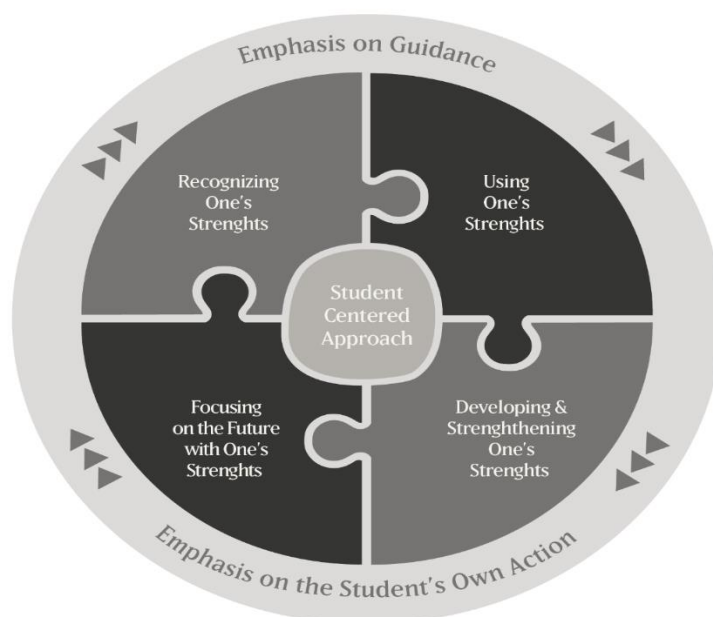 Emphasis on Guidance
Recognizing
One's
Strenghts
Using
One's
Strenghts
Student
Centered
Approach
Focusing
on the Future
with One's
Strenghts
Developing &
Strenghthening
One's
Strenghts
Emphasis on the Student's Own Action